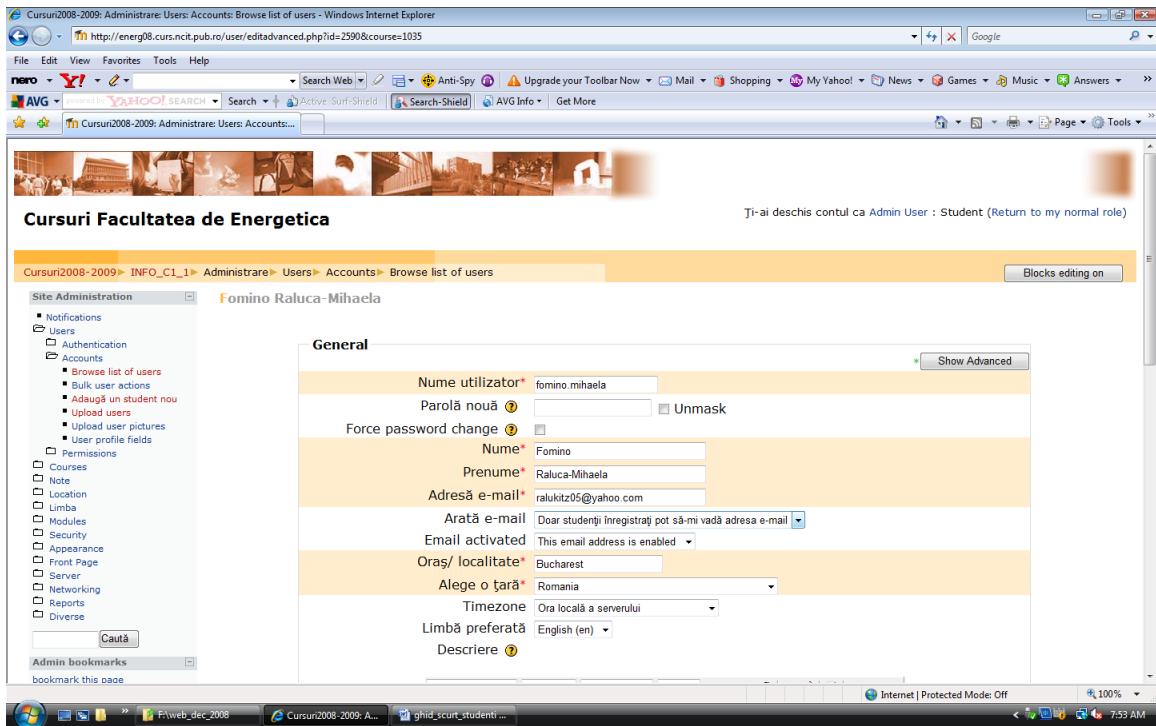 Cursuri2008-2009: Administrare: Users: Accounts: Browse list of users - Windows Internet Explorer
http://energ08.curs.ncit.pub.ro/user/editadvanced.php?id=2590&course=1035
Google
File Edit View Favorites Tools Help
nero Y! Search Web Anti-Spy Upgrade your Toolbar Now Mail Shopping My Yahoo! News Games Music Answers »
AVG YAHOO! SEARCH Search Active Surf-Shield Search-Shield AVG Info Get More
Cursuri2008-2009: Administrare: Users: Accounts:... Page Tools »
Cursuri Facultatea de Energetica
Ţi-ai deschis contul ca Admin User : Student (Return to my normal role)
Cursuri2008-2009 INFO_C1_1 Administrare Users Accounts Browse list of users
Blocks editing on
Site Administration
Notifications
Users
Authentication
Accounts
Browse list of users
Bulk user actions
Adaugă un student nou
Upload users
Upload user pictures
User profile fields
Permissions
Courses
Note
Location
Limba
Modules
Security
Appearance
Front Page
Server
Networking
Reports
Diverse
Caută
Admin bookmarks
bookmark this page
Fomino Raluca-Mihaela
General
* Show Advanced
Nume utilizator* fomino.mihaela
Parolă nouă Unmask
Force password change
Nume* Fomino
Prenume* Raluca-Mihaela
Adresă e-mail* ralukitz05@yahoo.com
Arată e-mail Doar studenţii înregistraţi pot să-mi vadă adresa e-mail
Email activated This email address is enabled
Oraş/ localitate* Bucharest
Alege o ţară* Romania
Timezone Ora locală a serverului
Limbă preferată English (en)
Descriere
Internet | Protected Mode: Off 100%
» F:\web_dec_2008 Cursuri2008-2009: A... ghid_scurt_studenti ... 7:53 AM